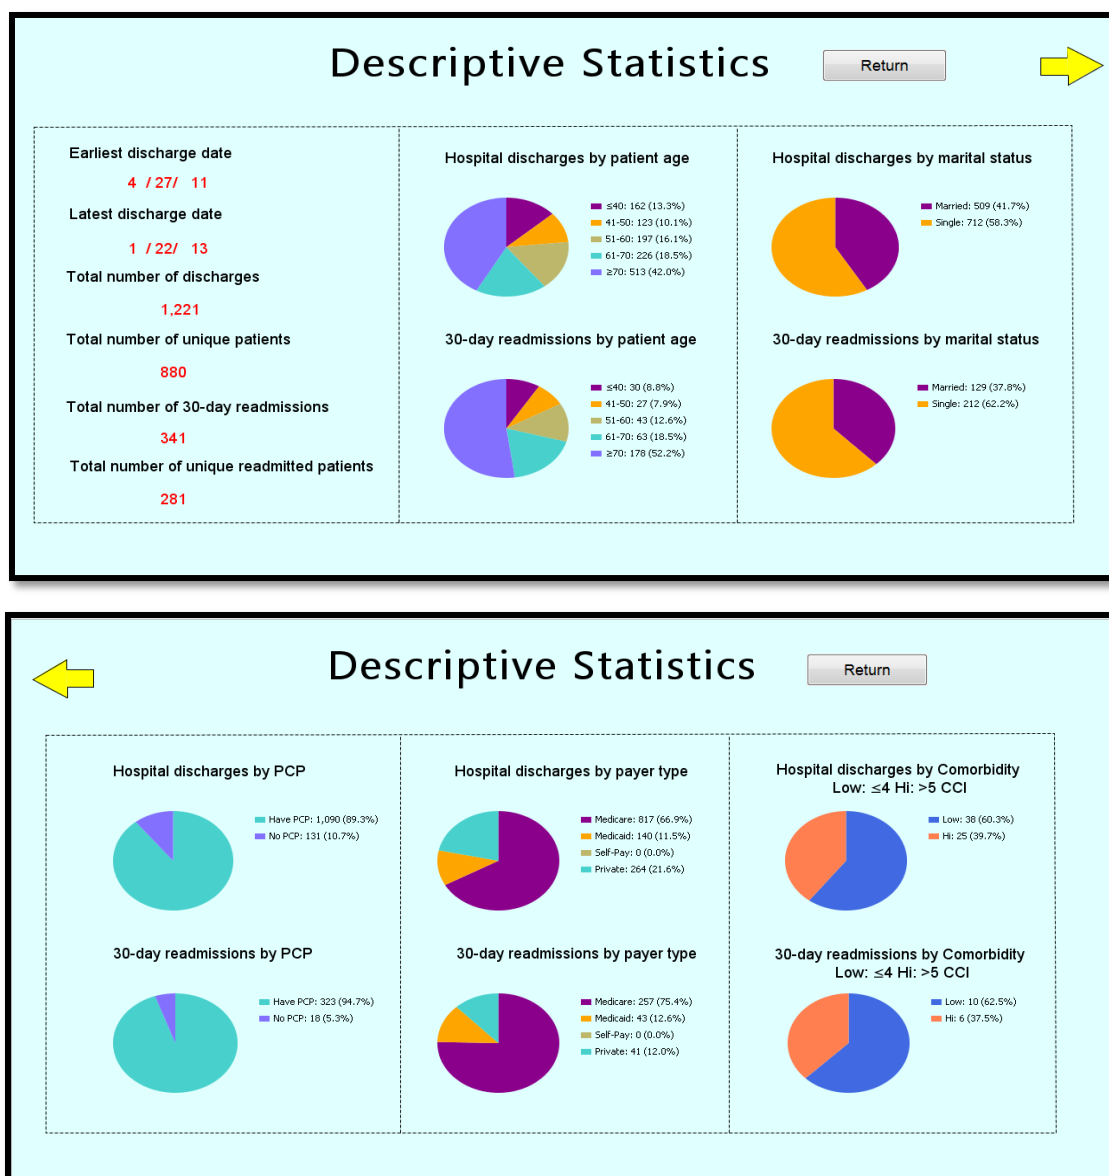 Descriptive Statistics
Return
Earliest discharge date
4 / 27/ 11
Latest discharge date
1 / 22/ 13
Total number of discharges
1,221
Total number of unique patients
880
Total number of 30-day readmissions
341
Total number of unique readmitted patients
281
Hospital discharges by patient age
≤40: 162 (13.3%)
41-50: 123 (10.1%)
51-60: 197 (16.1%)
61-70: 226 (18.5%)
≥70: 513 (42.0%)
30-day readmissions by patient age
≤40: 30 (8.8%)
41-50: 27 (7.9%)
51-60: 43 (12.6%)
61-70: 63 (18.5%)
≥70: 178 (52.2%)
Hospital discharges by marital status
Married: 509 (41.7%)
Single: 712 (58.3%)
30-day readmissions by marital status
Married: 129 (37.8%)
Single: 212 (62.2%)
Descriptive Statistics
Return
Hospital discharges by PCP
Have PCP: 1,090 (89.3%)
No PCP: 131 (10.7%)
30-day readmissions by PCP
Have PCP: 323 (94.7%)
No PCP: 18 (5.3%)
Hospital discharges by payer type
Medicare: 817 (66.9%)
Medicaid: 140 (11.5%)
Self-Pay: 0 (0.0%)
Private: 264 (21.6%)
30-day readmissions by payer type
Medicare: 257 (75.4%)
Medicaid: 43 (12.6%)
Self-Pay: 0 (0.0%)
Private: 41 (12.0%)
Hospital discharges by Comorbidity
Low: ≤4 Hi: >5 CCI
Low: 38 (60.3%)
Hi: 25 (39.7%)
30-day readmissions by Comorbidity
Low: ≤4 Hi: >5 CCI
Low: 10 (62.5%)
Hi: 6 (37.5%)